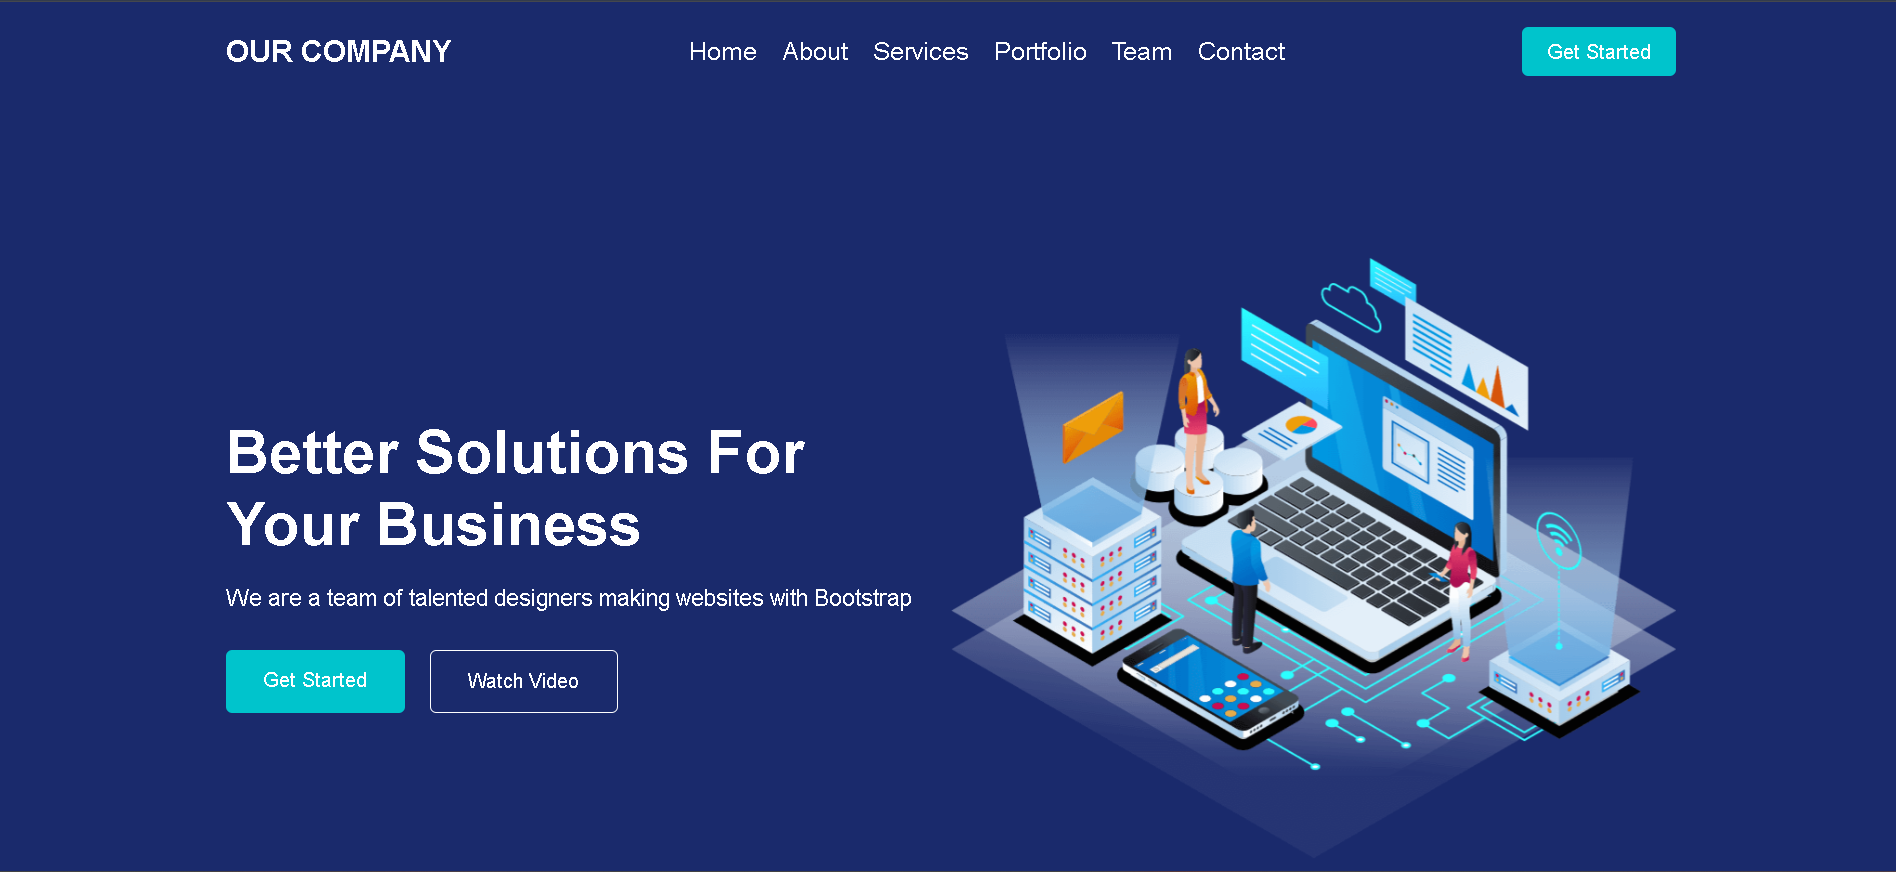 OUR COMPANY
Home About Services Portfolio Team Contact
Get Started
Better Solutions For
Your Business
We are a team of talented designers making websites with Bootstrap
Get Started
Watch Video